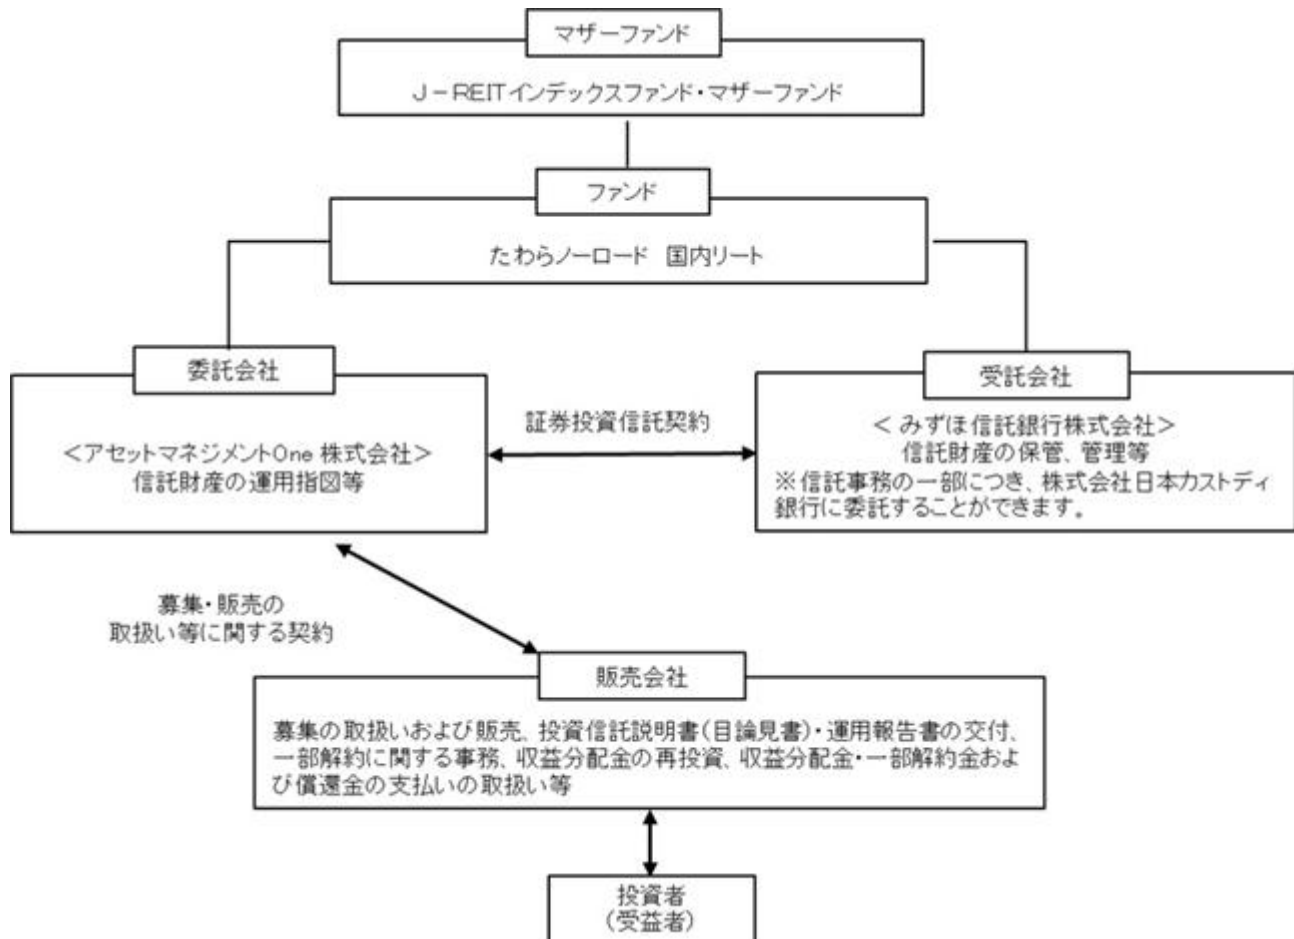 マザーファンド
J-REITインデックスファンド・マザーファンド
ファンド
たわらノーロード 国内リート
委託会社
<アセットマネジメントOne 株式会社>
信託財産の運用指図等
証券投資信託契約
受託会社
< みずほ信託銀行株式会社>
信託財産の保管、管理等
※信託事務の一部につき、株式会社日本カストディ
銀行に委託することができます。
募集・販売の
取扱い等に関する契約
販売会社
募集の取扱いおよび販売、投資信託説明書(目論見書)・運用報告書の交付、
一部解約に関する事務、収益分配金の再投資、収益分配金・一部解約金およ
び償還金の支払いの取扱い等
投資者
(受益者)